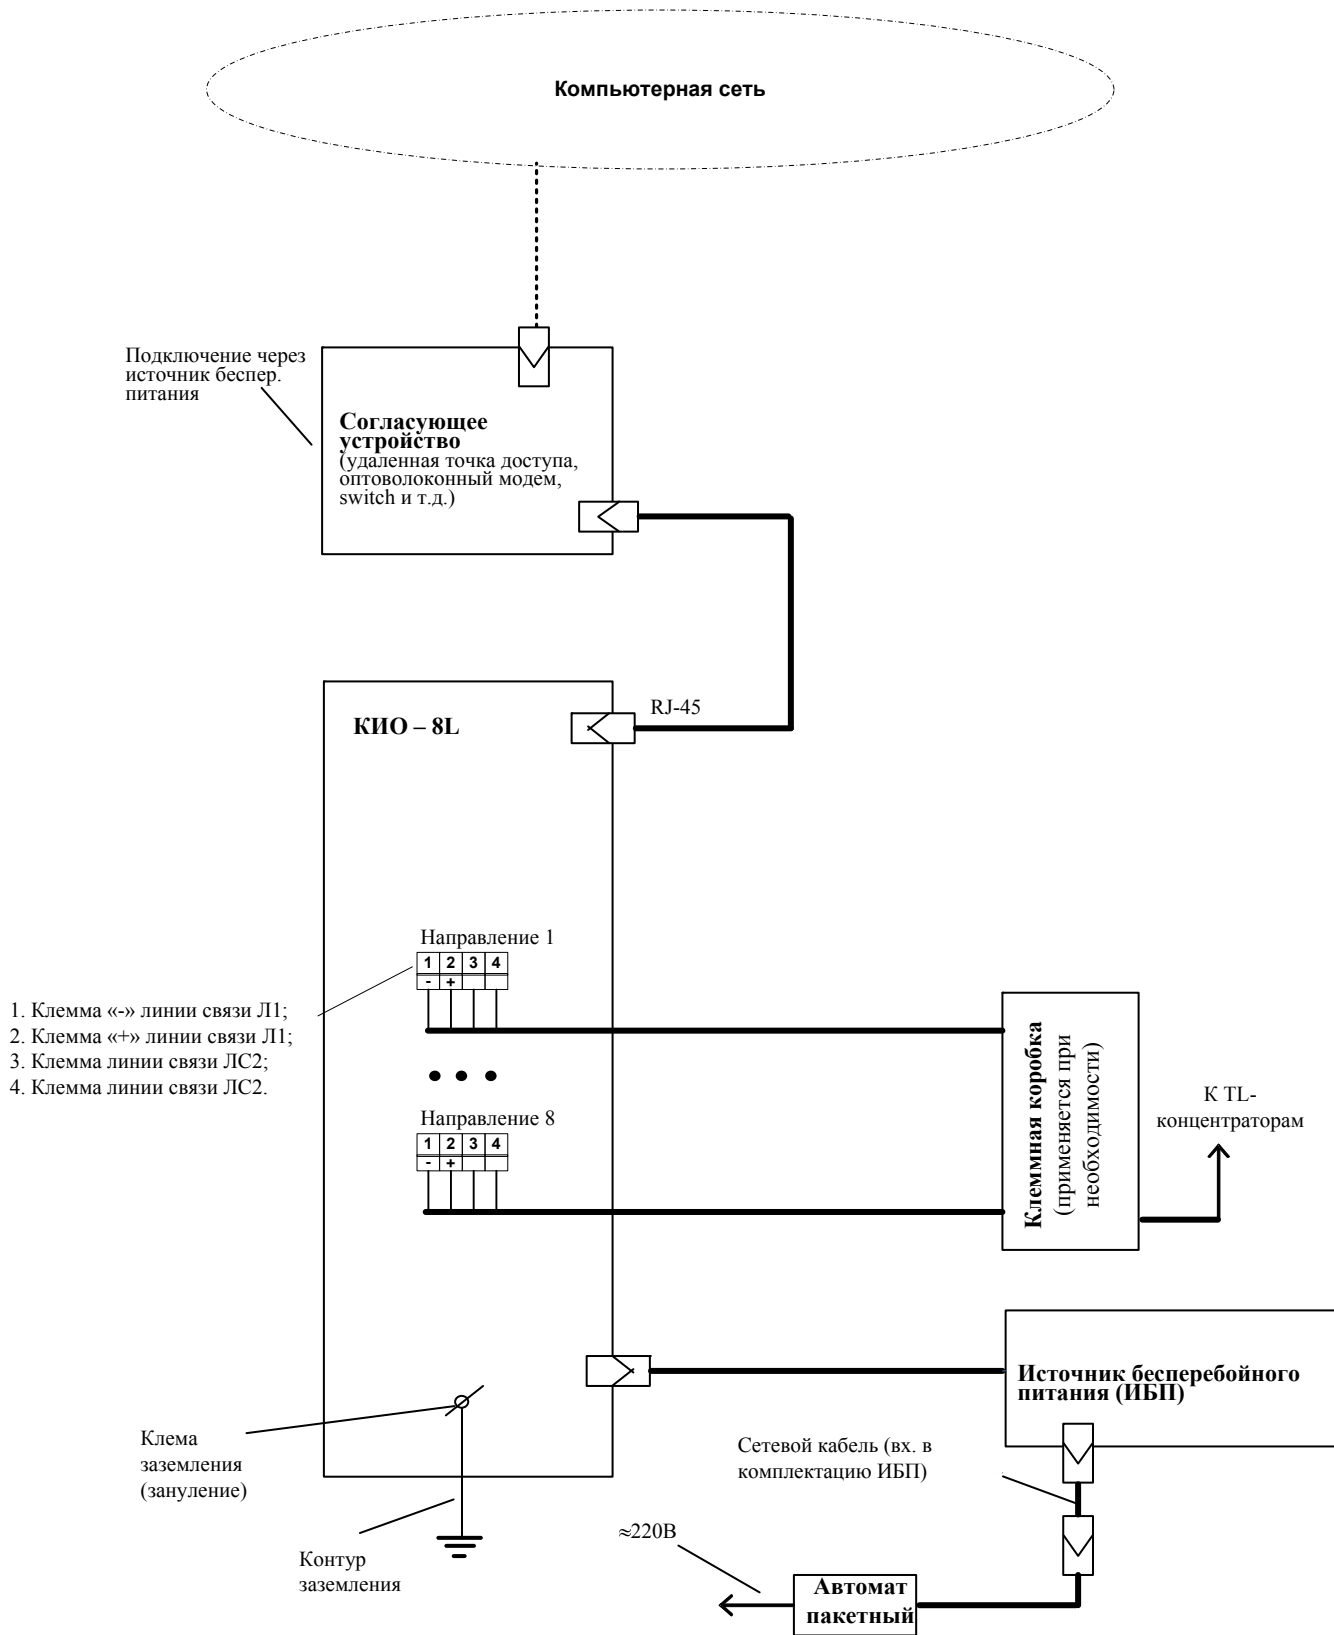 Компьютерная сеть
Подключение через
источник беспер.
питания
Согласующее
устройство
(удаленная точка доступа,
оптоволоконный модем,
switch и т.д.)
RJ-45
КИО – 8L
Направление 1
1 2 3 4
- +
1. Клемма «-» линии связи Л1;
2. Клемма «+» линии связи Л1;
3. Клемма линии связи ЛС2;
4. Клемма линии связи ЛС2.
Направление 8
1 2 3 4
- +
Клеммная коробка
(применяется при
необходимости)
К TL-
концентраторам
Источник бесперебойного
питания (ИБП)
Клема
заземления
(зануление)
Контур
заземления
Сетевой кабель (вх. в
комплектацию ИБП)
≈220В
Автомат
пакетный